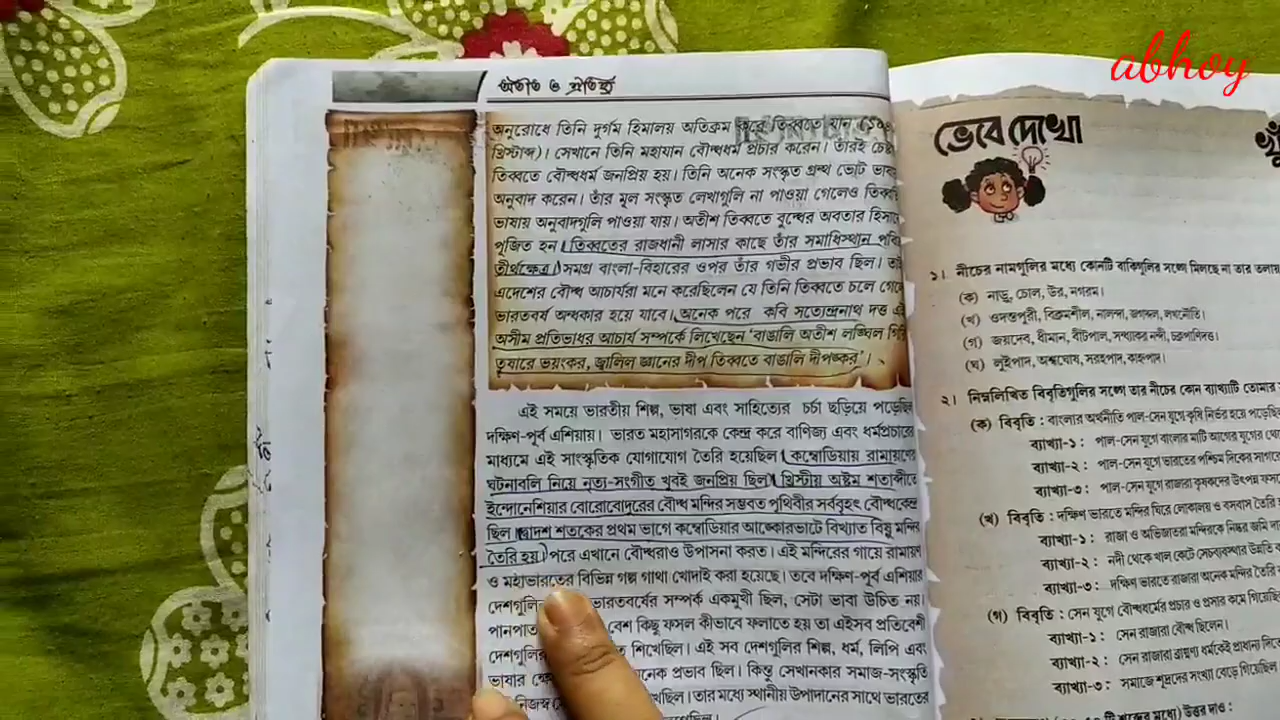 abhoy
অতীত ও ঐতিহ্য
অনুরোধে তিনি দুর্গম হিমালয় অতিক্রম করে তিব্বতে যান
খ্রিস্টাব্দ)। সেখানে তিনি মহাযান বৌদ্ধধর্ম প্রচার করেন। তাঁরই
তিব্বতে বৌদ্ধধর্ম জনপ্রিয় হয়। তিনি অনেক সংস্কৃত গ্রন্থ ভোট
অনুবাদ করেন। তাঁর মূল সংস্কৃত লেখাগুলি না পাওয়া গেলেও
ভাষায় অনুবাদগুলি পাওয়া যায়। অতীশ তিব্বতে বুদ্ধের অবতার
পূজিত হন। তিব্বতের রাজধানী লাসার কাছে তাঁর সমাধিস্থান
তীর্থক্ষেত্র। সমগ্র বাংলা-বিহারের ওপর তাঁর গভীর প্রভাব ছিল।
এদেশের বৌদ্ধ আচার্যরা মনে করেছিলেন যে তিনি তিব্বতে চলে
ভারতবর্ষ অন্ধকার হয়ে যাবে। অনেক পরে কবি সত্যেন্দ্রনাথ দত্ত এই
অসীম প্রতিভাধর আচার্য সম্পর্কে লিখেছেন ‘বাঙালি অতীশ লঙ্ঘিল গিরি
তুষারে ভয়ংকর, জ্বালিল জ্ঞানের দীপ তিব্বতে বাঙালি দীপঙ্কর’।
এই সময়ে ভারতীয় শিল্প, ভাষা এবং সাহিত্যের চর্চা ছড়িয়ে পড়েছিল
দক্ষিণ-পূর্ব এশিয়ায়। ভারত মহাসাগরকে কেন্দ্র করে বাণিজ্য এবং ধর্মপ্রচারের
মাধ্যমে এই সাংস্কৃতিক যোগাযোগ তৈরি হয়েছিল। কম্বোডিয়ায় রামায়ণের
ঘটনাবলি নিয়ে নৃত্য-সংগীত খুবই জনপ্রিয় ছিল। খ্রিস্টীয় অষ্টম শতাব্দীতে
ইন্দোনেশিয়ার বোরোবোদুরের বৌদ্ধ মন্দির সম্ভবত পৃথিবীর সর্ববৃহৎ বৌদ্ধকেন্দ্র
ছিল। দ্বাদশ শতকের প্রথম ভাগে কম্বোডিয়ার আঙ্কোরভাটে বিখ্যাত বিষ্ণু মন্দির
তৈরি হয়। পরে এখানে বৌদ্ধরাও উপাসনা করত। এই মন্দিরের গায়ে রামায়ণ
ও মহাভারতের বিভিন্ন গল্প গাথা খোদাই করা হয়েছে। তবে দক্ষিণ-পূর্ব এশিয়ার
দেশগুলির ভারতবর্ষের সম্পর্ক একমুখী ছিল, সেটা ভাবা উচিত নয়।
বেশ কিছু ফসল কীভাবে ফলাতে হয় তা এইসব প্রতিবেশী
দেশগুলির শিখেছিল। এই সব দেশগুলির শিল্প, ধর্ম, লিপি এবং
ভাষার প্রভাব ছিল। কিন্তু সেখানকার সমাজ-সংস্কৃতি
তার মধ্যে স্থানীয় উপাদানের সাথে ভারতের
ভেবে দেখো
১। নীচের নামগুলির মধ্যে কোনটি বাকিগুলির সঙ্গে মিলছে না তার তলায়
(ক) নাড়ু, চোল, উর, নগরম।
(খ) ওদন্তপুরী, বিক্রমশীল, নালন্দা, জগদ্দল, লখনৌতি।
(গ) জয়দেব, ধীমান, বীটপাল, সন্ধ্যাকর নন্দী, চক্রপাণিদত্ত।
(ঘ) লুইপাদ, অশ্বঘোষ, সরহপাদ, কাহ্নপাদ।
২। নিম্নলিখিত বিবৃতিগুলির সঙ্গে তার নীচের কোন ব্যাখ্যাটি তোমার
(ক) বিবৃতি : বাংলার অর্থনীতি পাল-সেন যুগে কৃষি নির্ভর হয়ে পড়েছিল
ব্যাখ্যা-১ : পাল-সেন যুগে বাংলার মাটি আগের যুগের
ব্যাখ্যা-২ : পাল-সেন যুগে ভারতের পশ্চিম দিকের
ব্যাখ্যা-৩ : পাল-সেন যুগে রাজারা কৃষকদের উৎপন্ন
(খ) বিবৃতি : দক্ষিণ ভারতে মন্দির ঘিরে লোকালয় ও বসবাস তৈরি
ব্যাখ্যা-১ : রাজা ও অভিজাতরা মন্দিরকে নিষ্কর জমি
ব্যাখ্যা-২ : নদী থেকে খাল কেটে সেচব্যবস্থার উন্নতি
ব্যাখ্যা-৩ : দক্ষিণ ভারতে রাজারা অনেক মন্দির তৈরি
(গ) বিবৃতি : সেন যুগে বৌদ্ধধর্মের প্রচার ও প্রসার কমে গিয়েছিল
ব্যাখ্যা-১ : সেন রাজারা বৌদ্ধ ছিলেন।
ব্যাখ্যা-২ : সেন রাজারা ব্রাহ্মণ্য ধর্মকেই প্রাধান্য
ব্যাখ্যা-৩ : সমাজে শূদ্রদের সংখ্যা বেড়ে গিয়েছিল
উত্তর দাও :